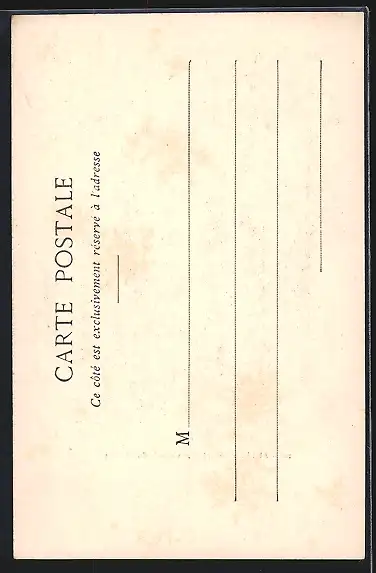 CARTE POSTALE
Ce côté est exclusivement réservé à l'adresse
M